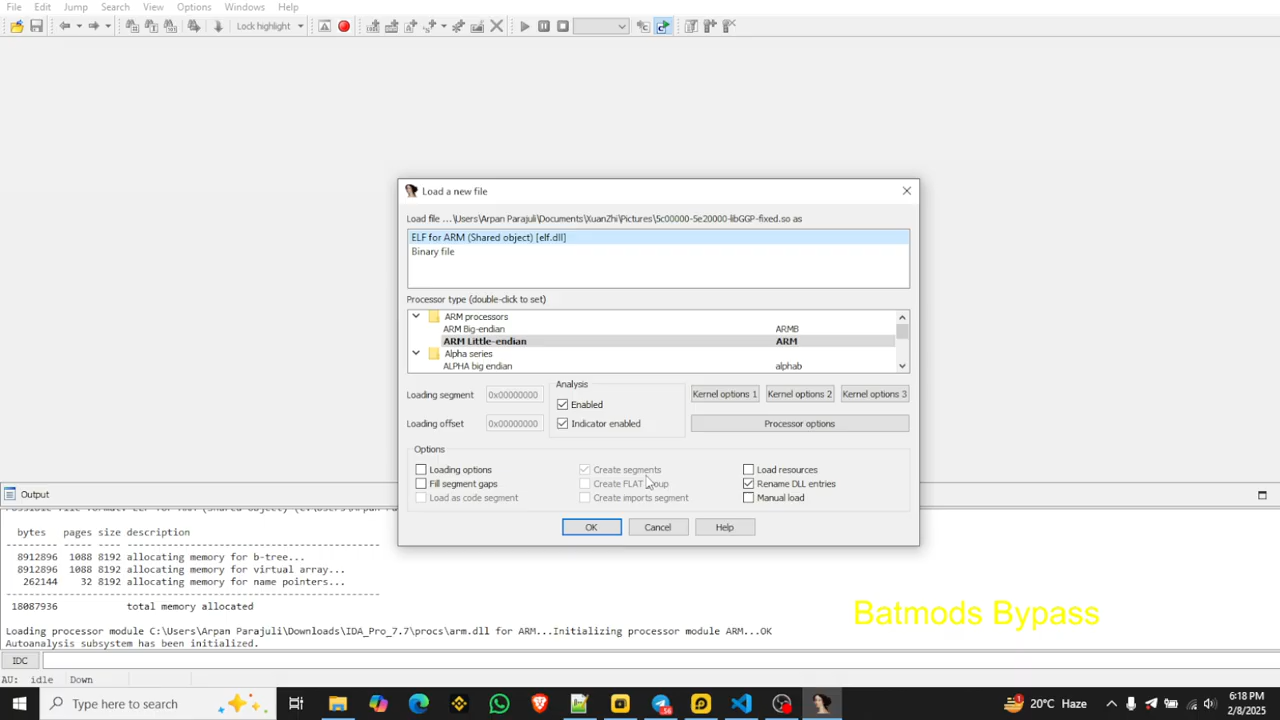 File Edit Jump Search View Options Windows Help
Lock highlight
Load a new file
Load file ...\Users\Arpan Parajuli\Documents\XuanZhi\Pictures\5c00000-5e20000-libGGP-fixed.so as
ELF for ARM (Shared object) [elf.dll]
Binary file
Processor type (double-click to set)
ARM processors
ARM Big-endian ARMB
ARM Little-endian ARM
Alpha series
ALPHA big endian alphab
Analysis
Loading segment 0x00000000 Enabled Kernel options 1 Kernel options 2 Kernel options 3
Loading offset 0x00000000 Indicator enabled Processor options
Options
Loading options Create segments Load resources
Fill segment gaps Create FLAT group Rename DLL entries
Load as code segment Create imports segment Manual load
OK Cancel Help
Output
bytes pages size description
8912896 1088 8192 allocating memory for b-tree...
8912896 1088 8192 allocating memory for virtual array...
262144 32 8192 allocating memory for name pointers...
18087936 total memory allocated
Loading processor module C:\Users\Arpan Parajuli\Downloads\IDA_Pro_7.7\procs\arm.dll for ARM...Initializing processor module ARM...OK
Autoanalysis subsystem has been initialized.
Batmods Bypass
IDC
AU: idle Down
Type here to search
20°C Haze
6:18 PM
2/8/2025